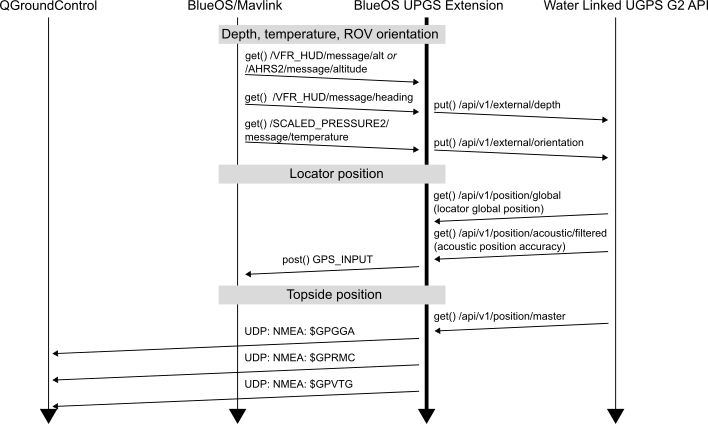 QGroundControl
BlueOS/Mavlink
BlueOS UPGS Extension
Water Linked UGPS G2 API
Depth, temperature, ROV orientation
get() /VFR_HUD/message/alt or
/AHRS2/message/altitude
get() /VFR_HUD/message/heading
put() /api/v1/external/depth
get() /SCALED_PRESSURE2/
message/temperature
put() /api/v1/external/orientation
Locator position
get() /api/v1/position/global
(locator global position)
get() /api/v1/position/acoustic/filtered
(acoustic position accuracy)
post() GPS_INPUT
Topside position
get() /api/v1/position/master
UDP: NMEA: $GPGGA
UDP: NMEA: $GPRMC
UDP: NMEA: $GPVTG